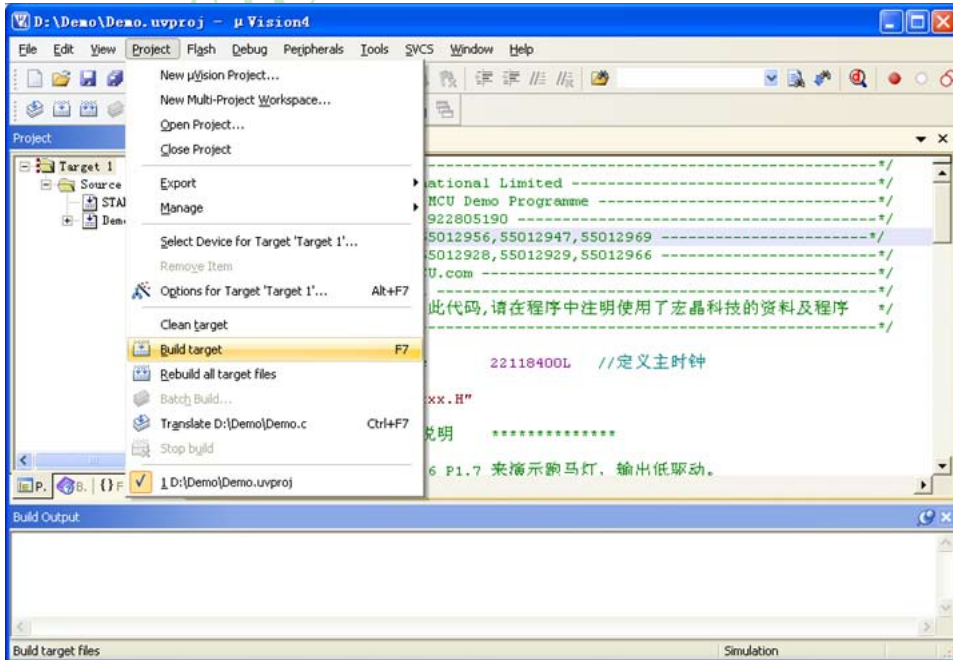 D:\Demo\Demo.uvproj - µVision4
File Edit View Project Flash Debug Peripherals Tools SVCS Window Help
New µVision Project...
New Multi-Project Workspace...
Open Project...
Close Project
Export
Manage
Select Device for Target 'Target 1'...
Remove Item
Options for Target 'Target 1'... Alt+F7
Clean target
Build target F7
Rebuild all target files
Batch Build...
Translate D:\Demo\Demo.c Ctrl+F7
Stop build
1 D:\Demo\Demo.uvproj
Project
Target 1
Source
STA
Dem
P. B. {} F
---------------------------------------------*/
ational Limited ------------------------------*/
MCU Demo Programme ---------------------------*/
922805190 -----------------------------------*/
55012956,55012947,55012969 -----------------------*/
55012928,55012929,55012966 -----------------------*/
U.com ----------------------------------------*/
---------------------------------------------*/
此代码,请在程序中注明使用了宏晶科技的资料及程序 */
---------------------------------------------*/
22118400L //定义主时钟
xx.H"
说明 **************
6 P1.7 来演示跑马灯，输出低驱动。
Build Output
Build target files Simulation